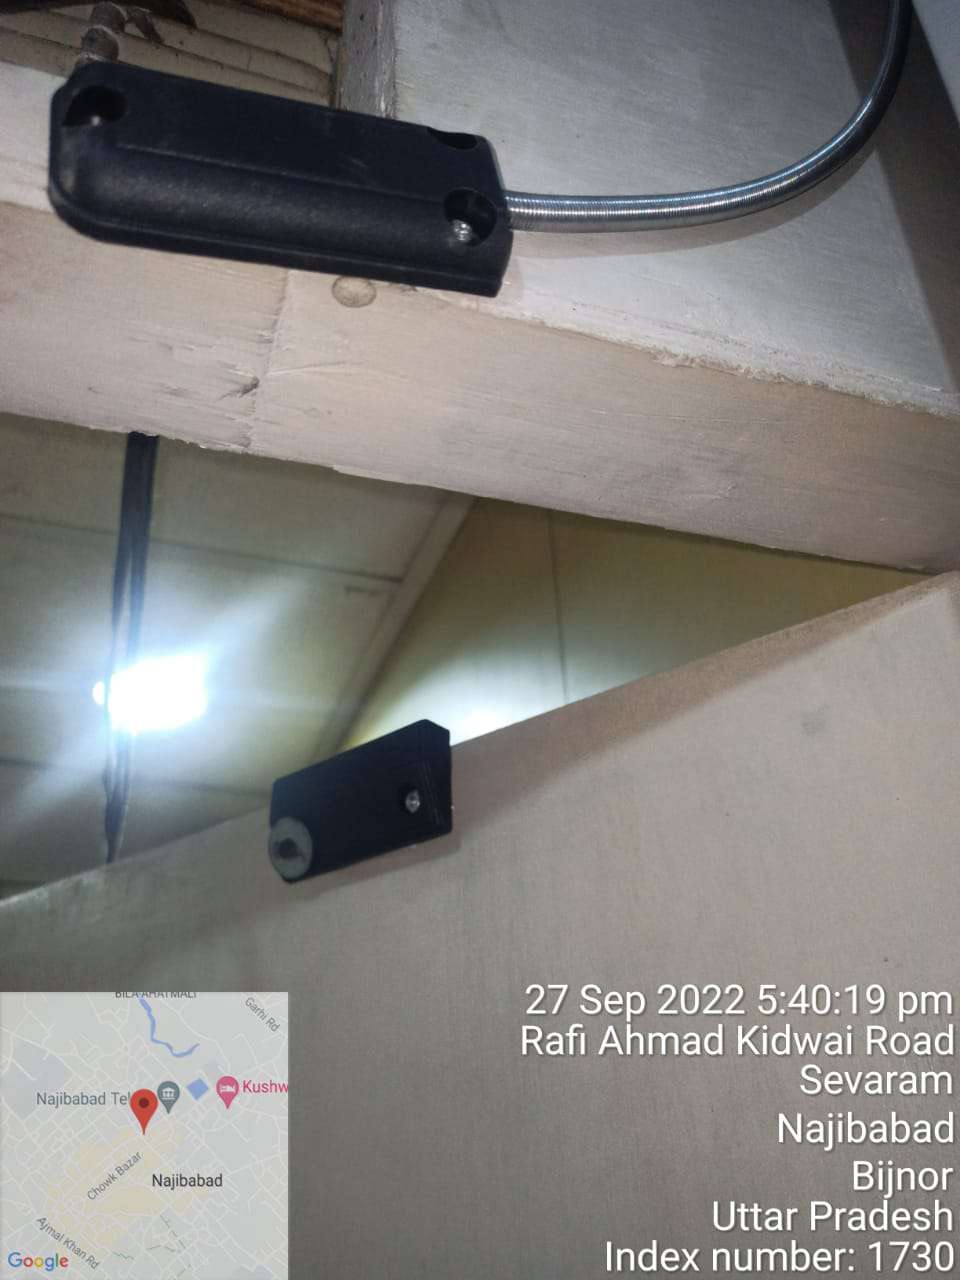 27 Sep 2022 5:40:19 pm
Rafi Ahmad Kidwai Road
Sevaram
Najibabad
Bijnor
Uttar Pradesh
Index number: 1730
Garhi Rd
Najibabad Tel
Kushw
Chowk Bazar
Najibabad
Ajmal Khan Rd
Google